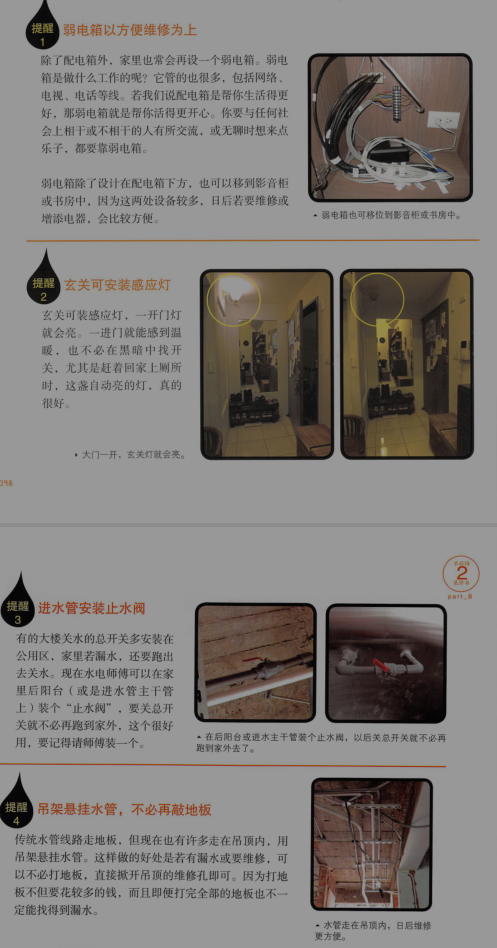 提醒
1
弱电箱以方便维修为上
除了配电箱外，家里也常会再设一个弱电箱。弱电
箱是做什么工作的呢？它管的也很多，包括网络、
电视、电话等线。若我们说配电箱是帮你生活得更
好，那弱电箱就是帮你活得更开心。你要与任何社
会上相干或不相干的人有所交流，或无聊时想来点
乐子，都要靠弱电箱。
弱电箱除了设计在配电箱下方，也可以移到影音柜
或书房中，因为这两处设备较多，日后若要维修或
增添电器，会比较方便。
弱电箱也可移位到影音柜或书房中。
提醒
2
玄关可安装感应灯
玄关可装感应灯，一开门灯
就会亮。一进门就能感到温
暖，也不必在黑暗中找开
关，尤其是赶着回家上厕所
时，这盏自动亮的灯，真的
很好。
大门一开，玄关灯就会亮。
098
2
part_B
提醒
3
进水管安装止水阀
有的大楼关水的总开关多安装在
公用区，家里若漏水，还要跑出
去关水。现在水电师傅可以在家
里后阳台（或是进水管主干管
上）装个“止水阀”，要关总开
关就不必再跑到家外，这个很好
用，要记得请师傅装一个。
在后阳台或进水主干管装个止水阀，以后关总开关就不必再
跑到家外去了。
提醒
4
吊架悬挂水管，不必再敲地板
传统水管线路走地板，但现在也有许多走在吊顶内，用
吊架悬挂水管。这样做的好处是若有漏水或要维修，可
以不必打地板，直接掀开吊顶的维修孔即可。因为打地
板不但要花较多的钱，而且即便打完全部的地板也不一
定能找得到漏水。
水管走在吊顶内，日后维修
更方便。